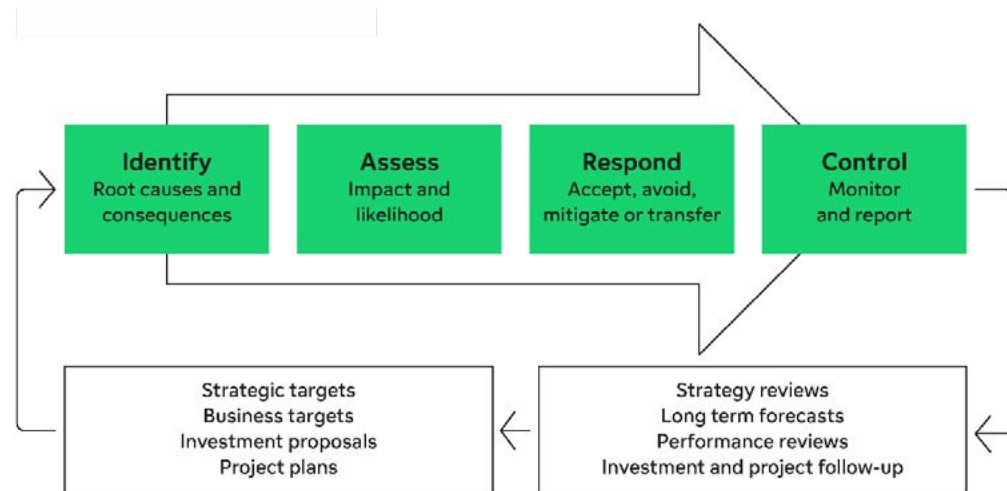 Identify
Root causes and
consequences
Assess
Impact and
likelihood
Respond
Accept, avoid,
mitigate or transfer
Control
Monitor
and report
Strategic targets
Business targets
Investment proposals
Project plans
Strategy reviews
Long term forecasts
Performance reviews
Investment and project follow-up